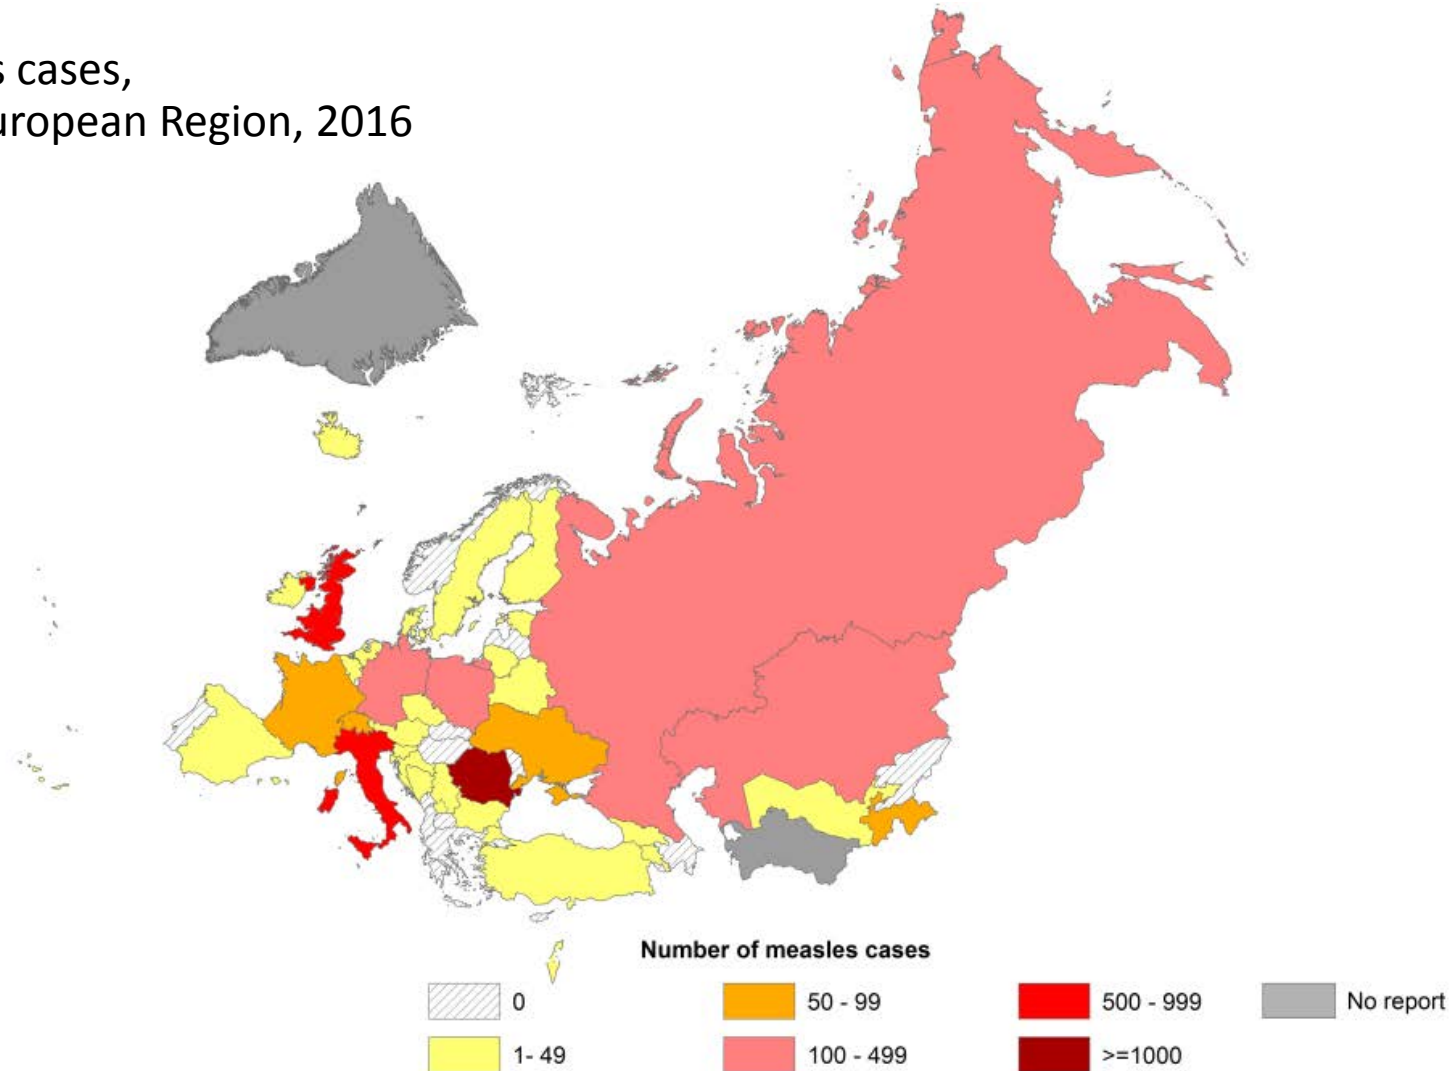 s cases,
uropean Region, 2016
Number of measles cases
0
50 - 99
500 - 999
No report
1- 49
100 - 499
>=1000